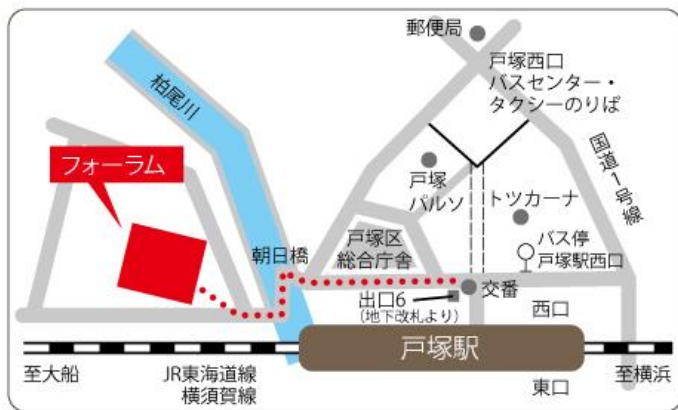 郵便局
戸塚西口
バスセンター・
タクシーのりば
柏尾川
国道1号線
フォーラム
戸塚
パルソ
トツカーナ
戸塚区
総合庁舎
バス停
戸塚駅西口
朝日橋
出口6
(地下改札より)
交番
西口
戸塚駅
至大船
JR東海道線
横須賀線
東口
至横浜